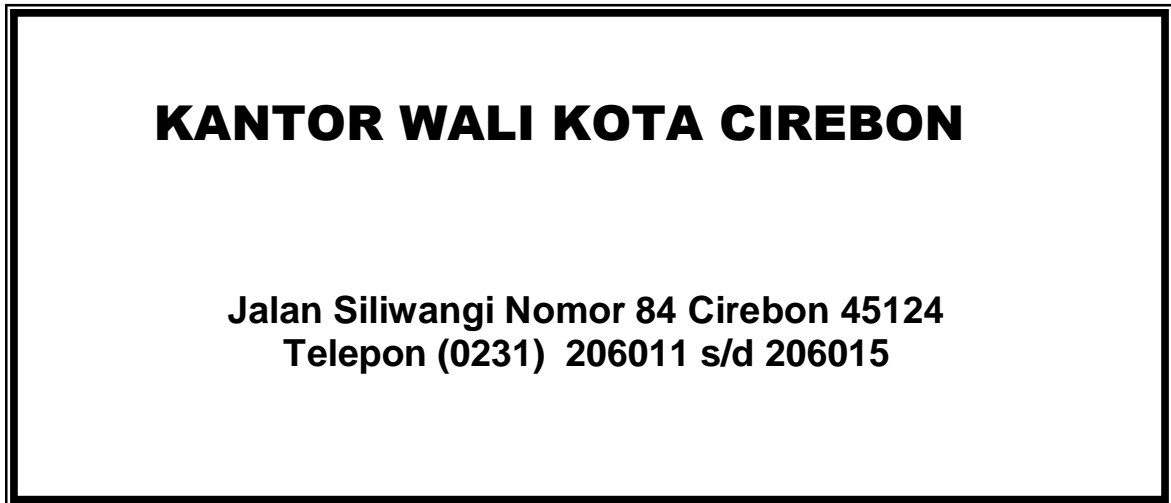 KANTOR WALI KOTA CIREBON
Jalan Siliwangi Nomor 84 Cirebon 45124
Telepon (0231)  206011 s/d 206015